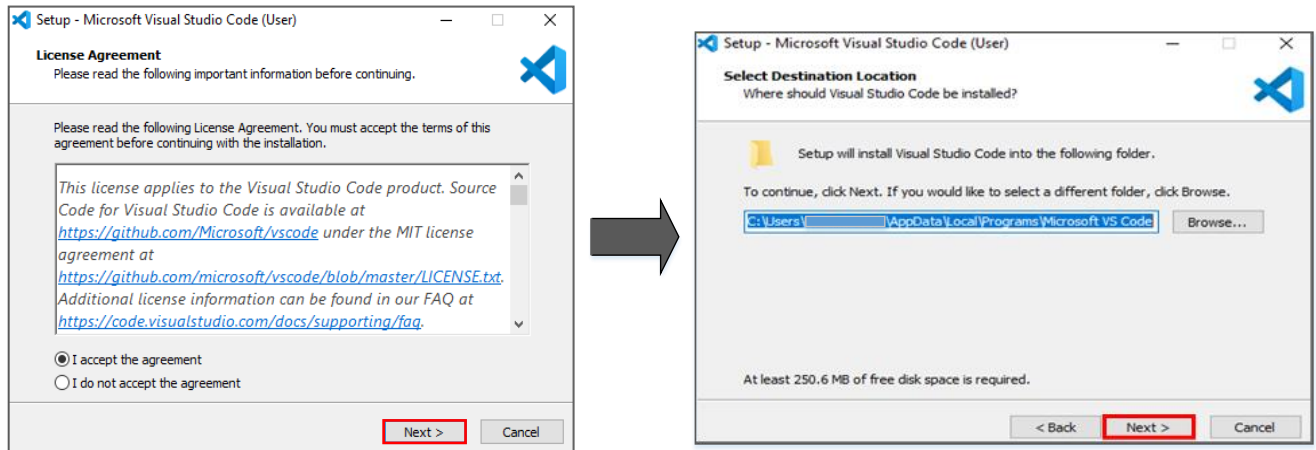 Setup - Microsoft Visual Studio Code (User)
License Agreement
Please read the following important information before continuing.
Please read the following License Agreement. You must accept the terms of this
agreement before continuing with the installation.
This license applies to the Visual Studio Code product. Source
Code for Visual Studio Code is available at
https://github.com/Microsoft/vscode under the MIT license
agreement at
https://github.com/microsoft/vscode/blob/master/LICENSE.txt.
Additional license information can be found in our FAQ at
https://code.visualstudio.com/docs/supporting/faq.
I accept the agreement
I do not accept the agreement
Next >
Cancel
Setup - Microsoft Visual Studio Code (User)
Select Destination Location
Where should Visual Studio Code be installed?
Setup will install Visual Studio Code into the following folder.
To continue, click Next. If you would like to select a different folder, click Browse.
C:\Users\ \AppData\Local\Programs\Microsoft VS Code
Browse...
At least 250.6 MB of free disk space is required.
< Back
Next >
Cancel